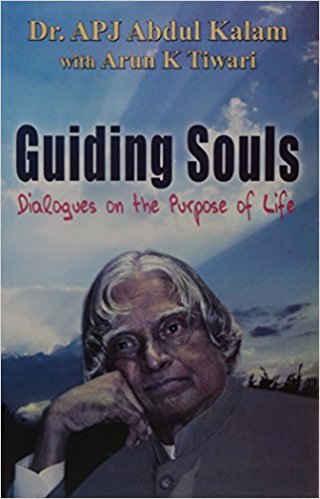 Dr. APJ Abdul Kalam
with Arun K Tiwari
Guiding Souls
Dialogues on the Purpose of Life